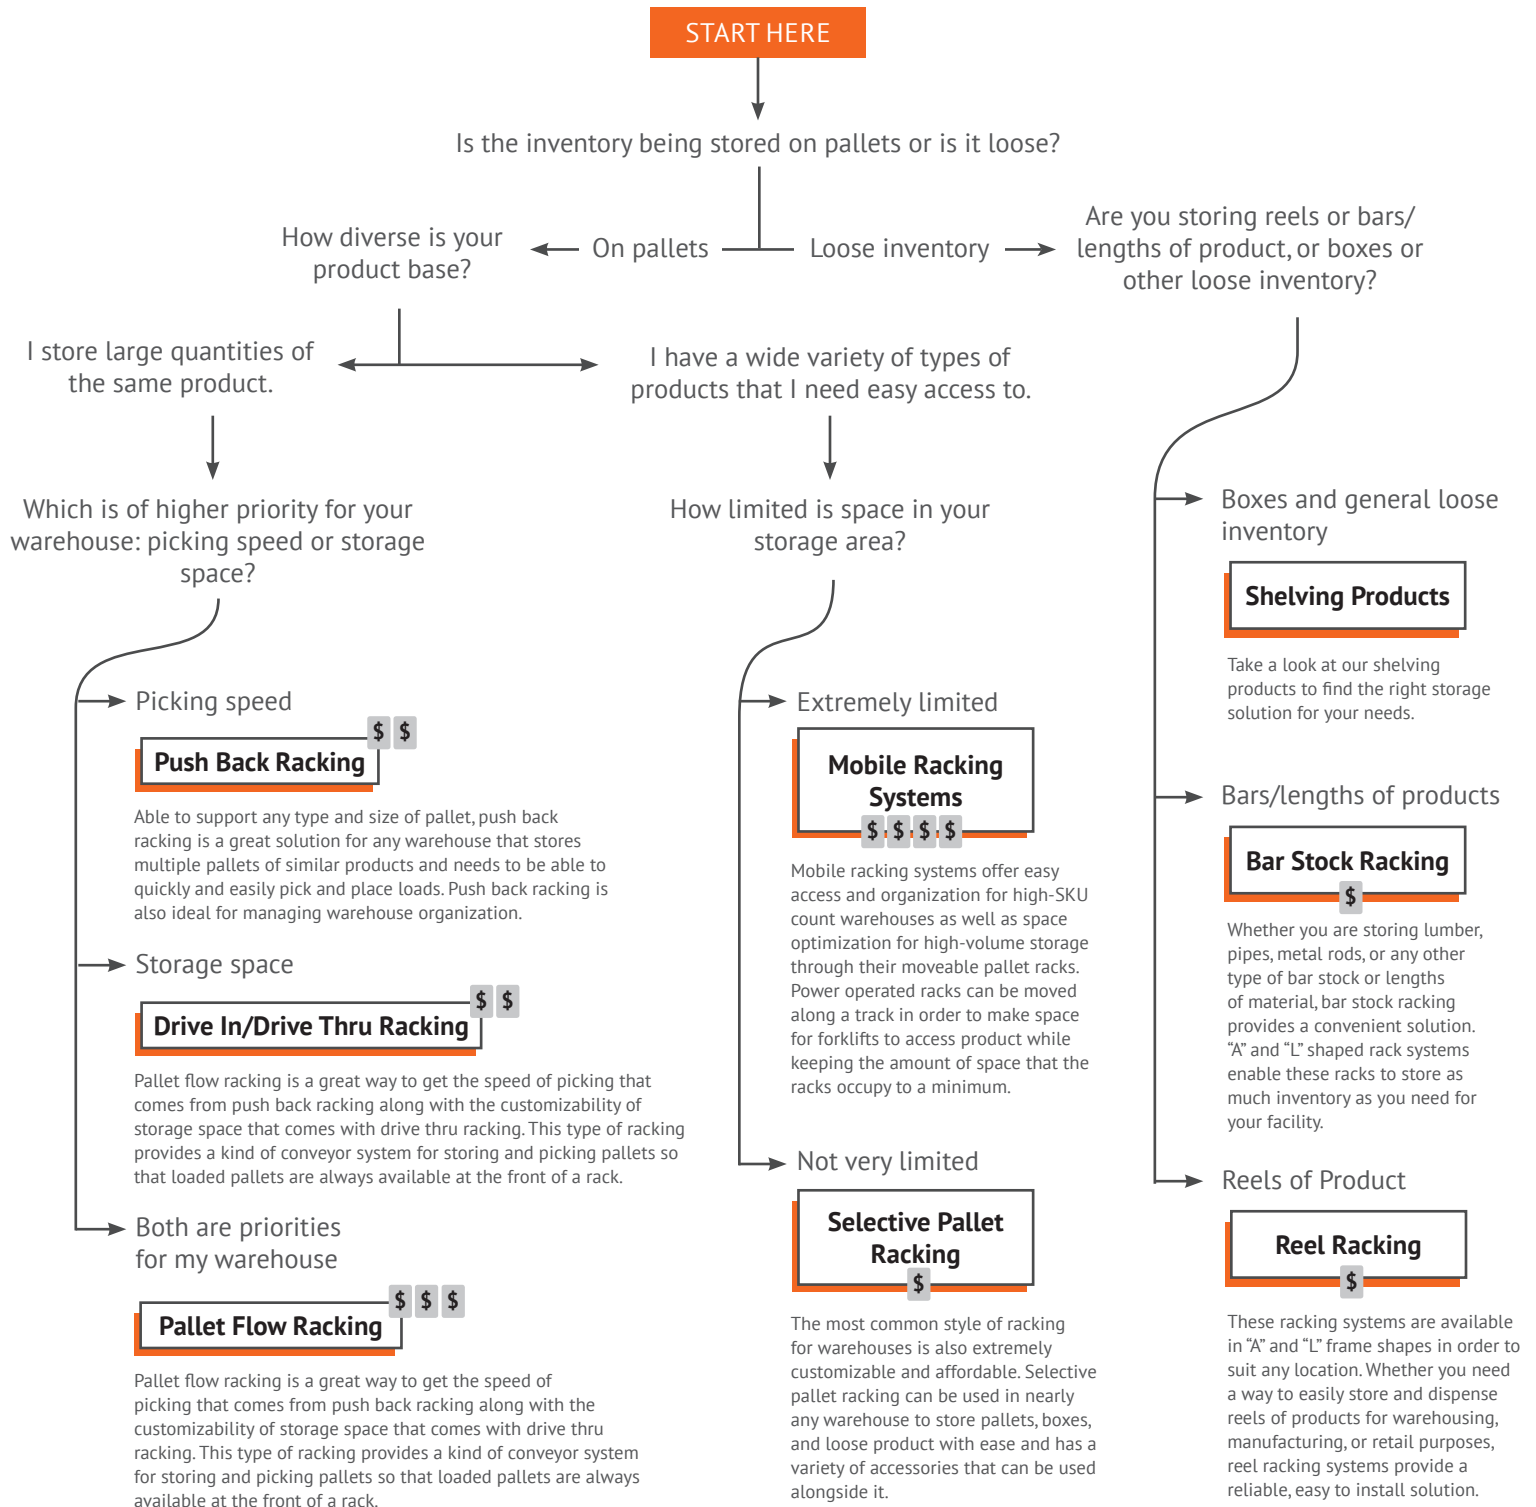 START HERE
Is the inventory being stored on pallets or is it loose?
How diverse is your
product base?
On pallets
Loose inventory
Are you storing reels or bars/
lengths of product, or boxes or
other loose inventory?
I store large quantities of
the same product.
I have a wide variety of types of
products that I need easy access to.
Which is of higher priority for your
warehouse: picking speed or storage
space?
Picking speed
$ $
Push Back Racking
Able to support any type and size of pallet, push back
racking is a great solution for any warehouse that stores
multiple pallets of similar products and needs to be able to
quickly and easily pick and place loads. Push back racking is
also ideal for managing warehouse organization.
Storage space
$ $
Drive In/Drive Thru Racking
Pallet flow racking is a great way to get the speed of picking that
comes from push back racking along with the customizability of
storage space that comes with drive thru racking. This type of racking
provides a kind of conveyor system for storing and picking pallets so
that loaded pallets are always available at the front of a rack.
Both are priorities
for my warehouse
$ $ $
Pallet Flow Racking
Pallet flow racking is a great way to get the speed of
picking that comes from push back racking along with the
customizability of storage space that comes with drive thru
racking. This type of racking provides a kind of conveyor system
for storing and picking pallets so that loaded pallets are always
available at the front of a rack.
How limited is space in your
storage area?
Extremely limited
Mobile Racking
Systems
$ $ $ $
Mobile racking systems offer easy
access and organization for high-SKU
count warehouses as well as space
optimization for high-volume storage
through their moveable pallet racks.
Power operated racks can be moved
along a track in order to make space
for forklifts to access product while
keeping the amount of space that the
racks occupy to a minimum.
Not very limited
Selective Pallet
Racking
$
The most common style of racking
for warehouses is also extremely
customizable and affordable. Selective
pallet racking can be used in nearly
any warehouse to store pallets, boxes,
and loose product with ease and has a
variety of accessories that can be used
alongside it.
Boxes and general loose
inventory
Shelving Products
Take a look at our shelving
products to find the right storage
solution for your needs.
Bars/lengths of products
Bar Stock Racking
$
Whether you are storing lumber,
pipes, metal rods, or any other
type of bar stock or lengths
of material, bar stock racking
provides a convenient solution.
“A” and “L” shaped rack systems
enable these racks to store as
much inventory as you need for
your facility.
Reels of Product
Reel Racking
$
These racking systems are available
in “A” and “L” frame shapes in order to
suit any location. Whether you need
a way to easily store and dispense
reels of products for warehousing,
manufacturing, or retail purposes,
reel racking systems provide a
reliable, easy to install solution.